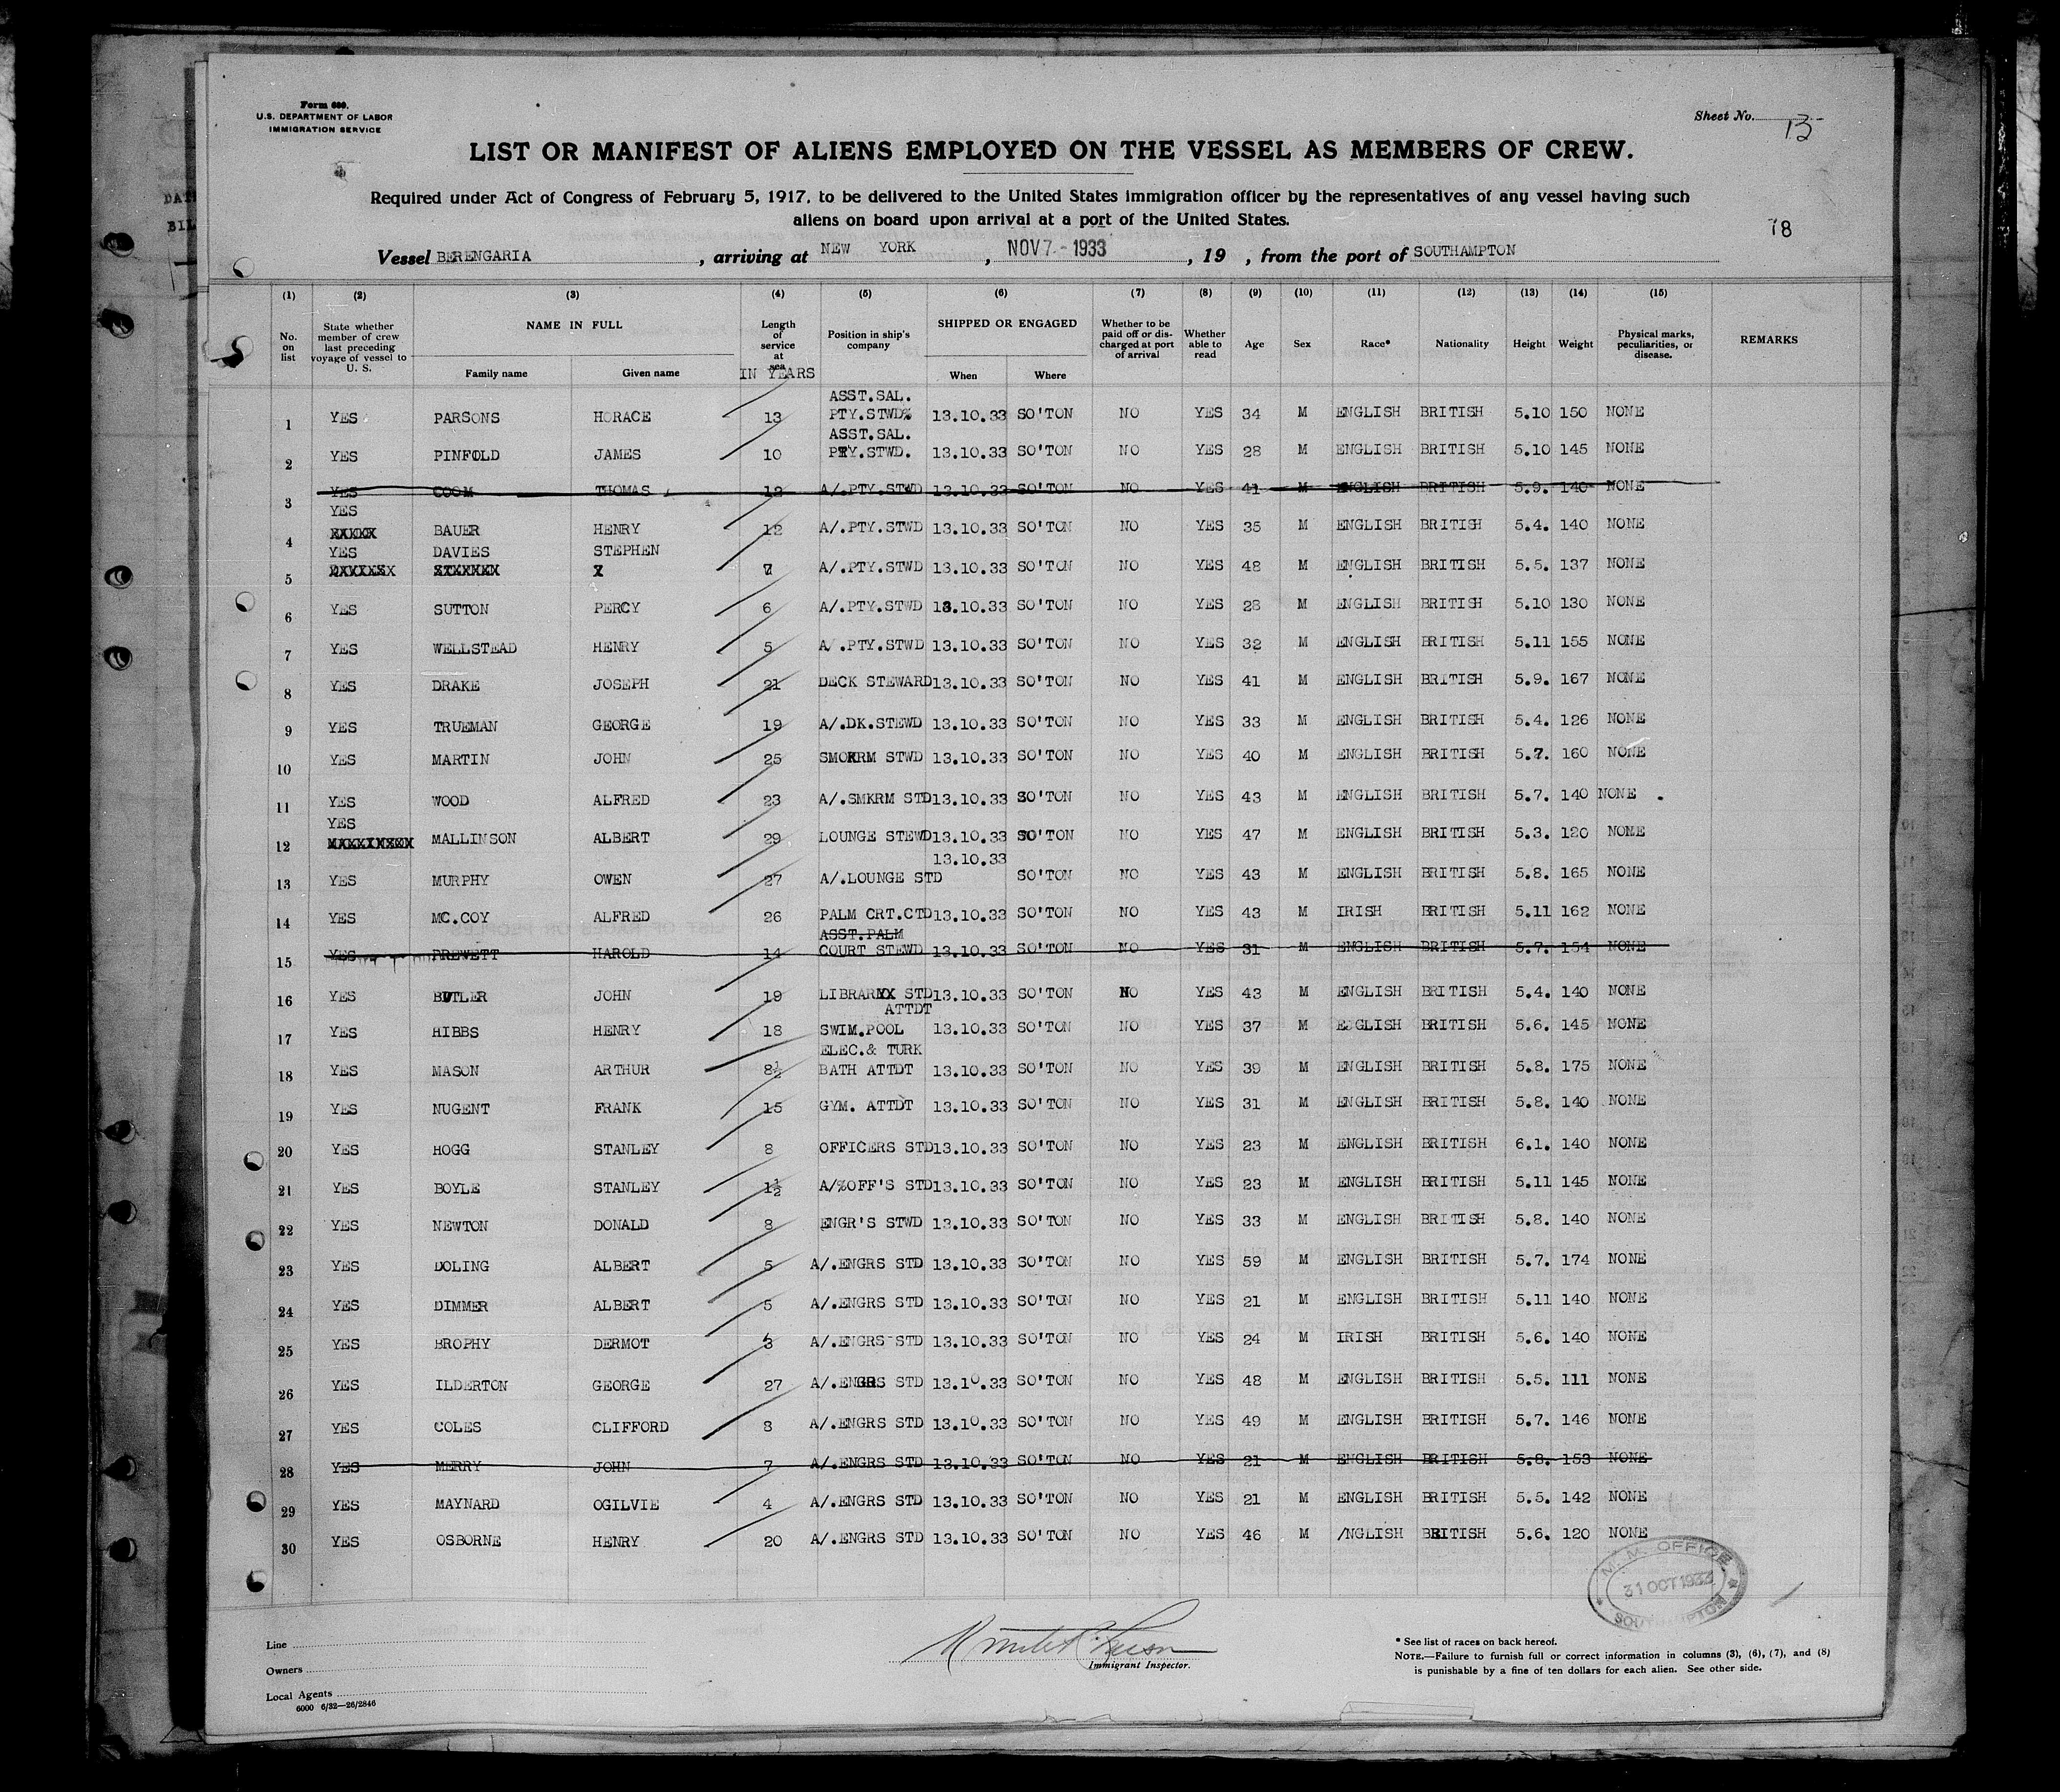 Form 680.
U.S. DEPARTMENT OF LABOR
IMMIGRATION SERVICE
Sheet No. 13
LIST OR MANIFEST OF ALIENS EMPLOYED ON THE VESSEL AS MEMBERS OF CREW.
Required under Act of Congress of February 5, 1917, to be delivered to the United States immigration officer by the representatives of any vessel having such
aliens on board upon arrival at a port of the United States.
78
Vessel BERENGARIA, arriving at NEW YORK, NOV 7 - 1933, 19 , from the port of SOUTHAMPTON
(1) (2) (3) (4) (5) (6) (7) (8) (9) (10) (11) (12) (13) (14) (15)
No. on list State whether member of crew last preceding voyage of vessel to U. S. NAME IN FULL Family name Given name Length of service at sea IN YEARS Position in ship's company SHIPPED OR ENGAGED When Where Whether to be paid off or discharged at port of arrival Whether able to read Age Sex Race* Nationality Height Weight Physical marks, peculiarities, or disease. REMARKS
1 YES PARSONS HORACE 13 ASST.SAL. PTY.STWD% 13.10.33 SO'TON NO YES 34 M ENGLISH BRITISH 5.10 150 NONE
2 YES PINFOLD JAMES 10 ASST.SAL. PTY.STWD. 13.10.33 SO'TON NO YES 28 M ENGLISH BRITISH 5.10 145 NONE
3 YES COOM THOMAS 12 A/.PTY.STWD 13.10.33 SO'TON NO YES 41 M ENGLISH BRITISH 5.9. 140 NONE
4 YES BAUER HENRY 12 A/.PTY.STWD 13.10.33 SO'TON NO YES 35 M ENGLISH BRITISH 5.4. 140 NONE
5 YES DAVIES STEPHEN 7 A/.PTY.STWD 13.10.33 SO'TON NO YES 48 M ENGLISH BRITISH 5.5. 137 NONE
6 YES SUTTON PERCY 6 A/.PTY.STWD 13.10.33 SO'TON NO YES 28 M ENGLISH BRITISH 5.10 130 NONE
7 YES WELLSTEAD HENRY 5 A/.PTY.STWD 13.10.33 SO'TON NO YES 32 M ENGLISH BRITISH 5.11 155 NONE
8 YES DRAKE JOSEPH 21 DECK STEWARD 13.10.33 SO'TON NO YES 41 M ENGLISH BRITISH 5.9. 167 NONE
9 YES TRUEMAN GEORGE 19 A/.DK.STEWD 13.10.33 SO'TON NO YES 33 M ENGLISH BRITISH 5.4. 126 NONE
10 YES MARTIN JOHN 25 SMOKRM STWD 13.10.33 SO'TON NO YES 40 M ENGLISH BRITISH 5.7. 160 NONE
11 YES WOOD ALFRED 23 A/.SMKRM STD 13.10.33 SO'TON NO YES 43 M ENGLISH BRITISH 5.7. 140 NONE .
12 YES MALLINSON ALBERT 29 LOUNGE STEWD 13.10.33 SO'TON NO YES 47 M ENGLISH BRITISH 5.3. 120 NONE
13 YES MURPHY OWEN 27 A/.LOUNGE STD 13.10.33 SO'TON NO YES 43 M ENGLISH BRITISH 5.8. 165 NONE
14 YES MC.COY ALFRED 26 PALM CRT.CTD 13.10.33 SO'TON NO YES 43 M IRISH BRITISH 5.11 162 NONE
15 YES PREWETT HAROLD 14 ASST.PALM COURT STEWD 13.10.33 SO'TON NO YES 31 M ENGLISH BRITISH 5.7. 154 NONE
16 YES BUTLER JOHN 19 LIBRARYX STD 13.10.33 SO'TON NO YES 43 M ENGLISH BRITISH 5.4. 140 NONE
17 YES HIBBS HENRY 18 SWIM.POOL ATTDT 13.10.33 SO'TON NO YES 37 M EGGLISH BRITISH 5.6. 145 NONE
18 YES MASON ARTHUR 8½ ELEC.& TURK BATH ATTDT 13.10.33 SO'TON NO YES 39 M ENGLISH BRITISH 5.8. 175 NONE
19 YES NUGENT FRANK 15 GYM. ATTDT 13.10.33 SO'TON NO YES 31 M ENGLISH BRITISH 5.8. 140 NONE
20 YES HOGG STANLEY 8 OFFICERS STD 13.10.33 SO'TON NO YES 23 M ENGLISH BRITISH 6.1. 140 NONE
21 YES BOYLE STANLEY 1½ A/%OFF'S STD 13.10.33 SO'TON NO YES 23 M ENGLISH BRITISH 5.11 145 NONE
22 YES NEWTON DONALD 8 ENGR'S STWD 13.10.33 SO'TON NO YES 33 M ENGLISH BRITISH 5.8. 140 NONE
23 YES DOLING ALBERT 5 A/.ENGRS STD 13.10.33 SO'TON NO YES 59 M ENGLISH BRITISH 5.7. 174 NONE
24 YES DIMMER ALBERT 5 A/.ENGRS STD 13.10.33 SO'TON NO YES 21 M ENGLISH BRITISH 5.11 140 NONE
25 YES BROPHY DERMOT 3 A/.ENGRS STD 13.10.33 SO'TON NO YES 24 M IRISH BRITISH 5.6. 140 NONE
26 YES ILDERTON GEORGE 27 A/.ENGRS STD 13.10.33 SO'TON NO YES 48 M ENGLISH BRITISH 5.5. 111 NONE
27 YES COLES CLIFFORD 8 A/.ENGRS STD 13.10.33 SO'TON NO YES 49 M ENGLISH BRITISH 5.7. 146 NONE
28 YES MERRY JOHN 7 A/.ENGRS STD 13.10.33 SO'TON NO YES 21 M ENGLISH BRITISH 5.8. 153 NONE
29 YES MAYNARD OGILVIE 4 A/.ENGRS STD 13.10.33 SO'TON NO YES 21 M ENGLISH BRITISH 5.5. 142 NONE
30 YES OSBORNE HENRY 20 A/.ENGRS STD 13.10.33 SO'TON NO YES 46 M /NGLISH BRITISH 5.6. 120 NONE
M. M. OFFICE
31 OCT 1933
SOUTHAMPTON
Line
Owners
Local Agents
6000 6/32—26/2846
Immigrant Inspector.
* See list of races on back hereof.
NOTE.—Failure to furnish full or correct information in columns (3), (6), (7), and (8)
is punishable by a fine of ten dollars for each alien. See other side.